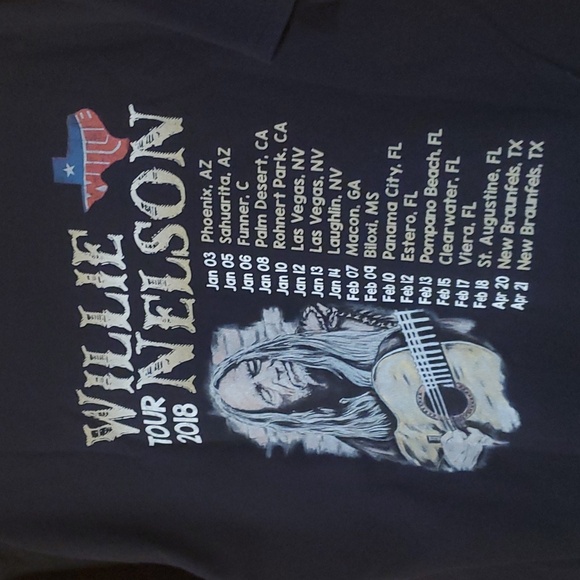 WILLIE
WILLIE
TOUR NELSON
2018
Jan 03 Phoenix, AZ
Jan 05 Sahuarita, AZ
Jan 06 Funner, C
Jan 08 Palm Desert, CA
Jan 10 Rohnert Park, CA
Jan 12 Las Vegas, NV
Jan 13 Las Vegas, NV
Jan 14 Laughlin, NV
Feb 07 Macon, GA
Feb 09 Biloxi, MS
Feb 10 Panama City, FL
Feb 12 Estero, FL
Feb 13 Pompano Beach, FL
Feb 15 Clearwater, FL
Feb 17 Viera, FL
Feb 18 St. Augustine, FL
Apr 20 New Braunfels, TX
Apr 21 New Braunfels, TX